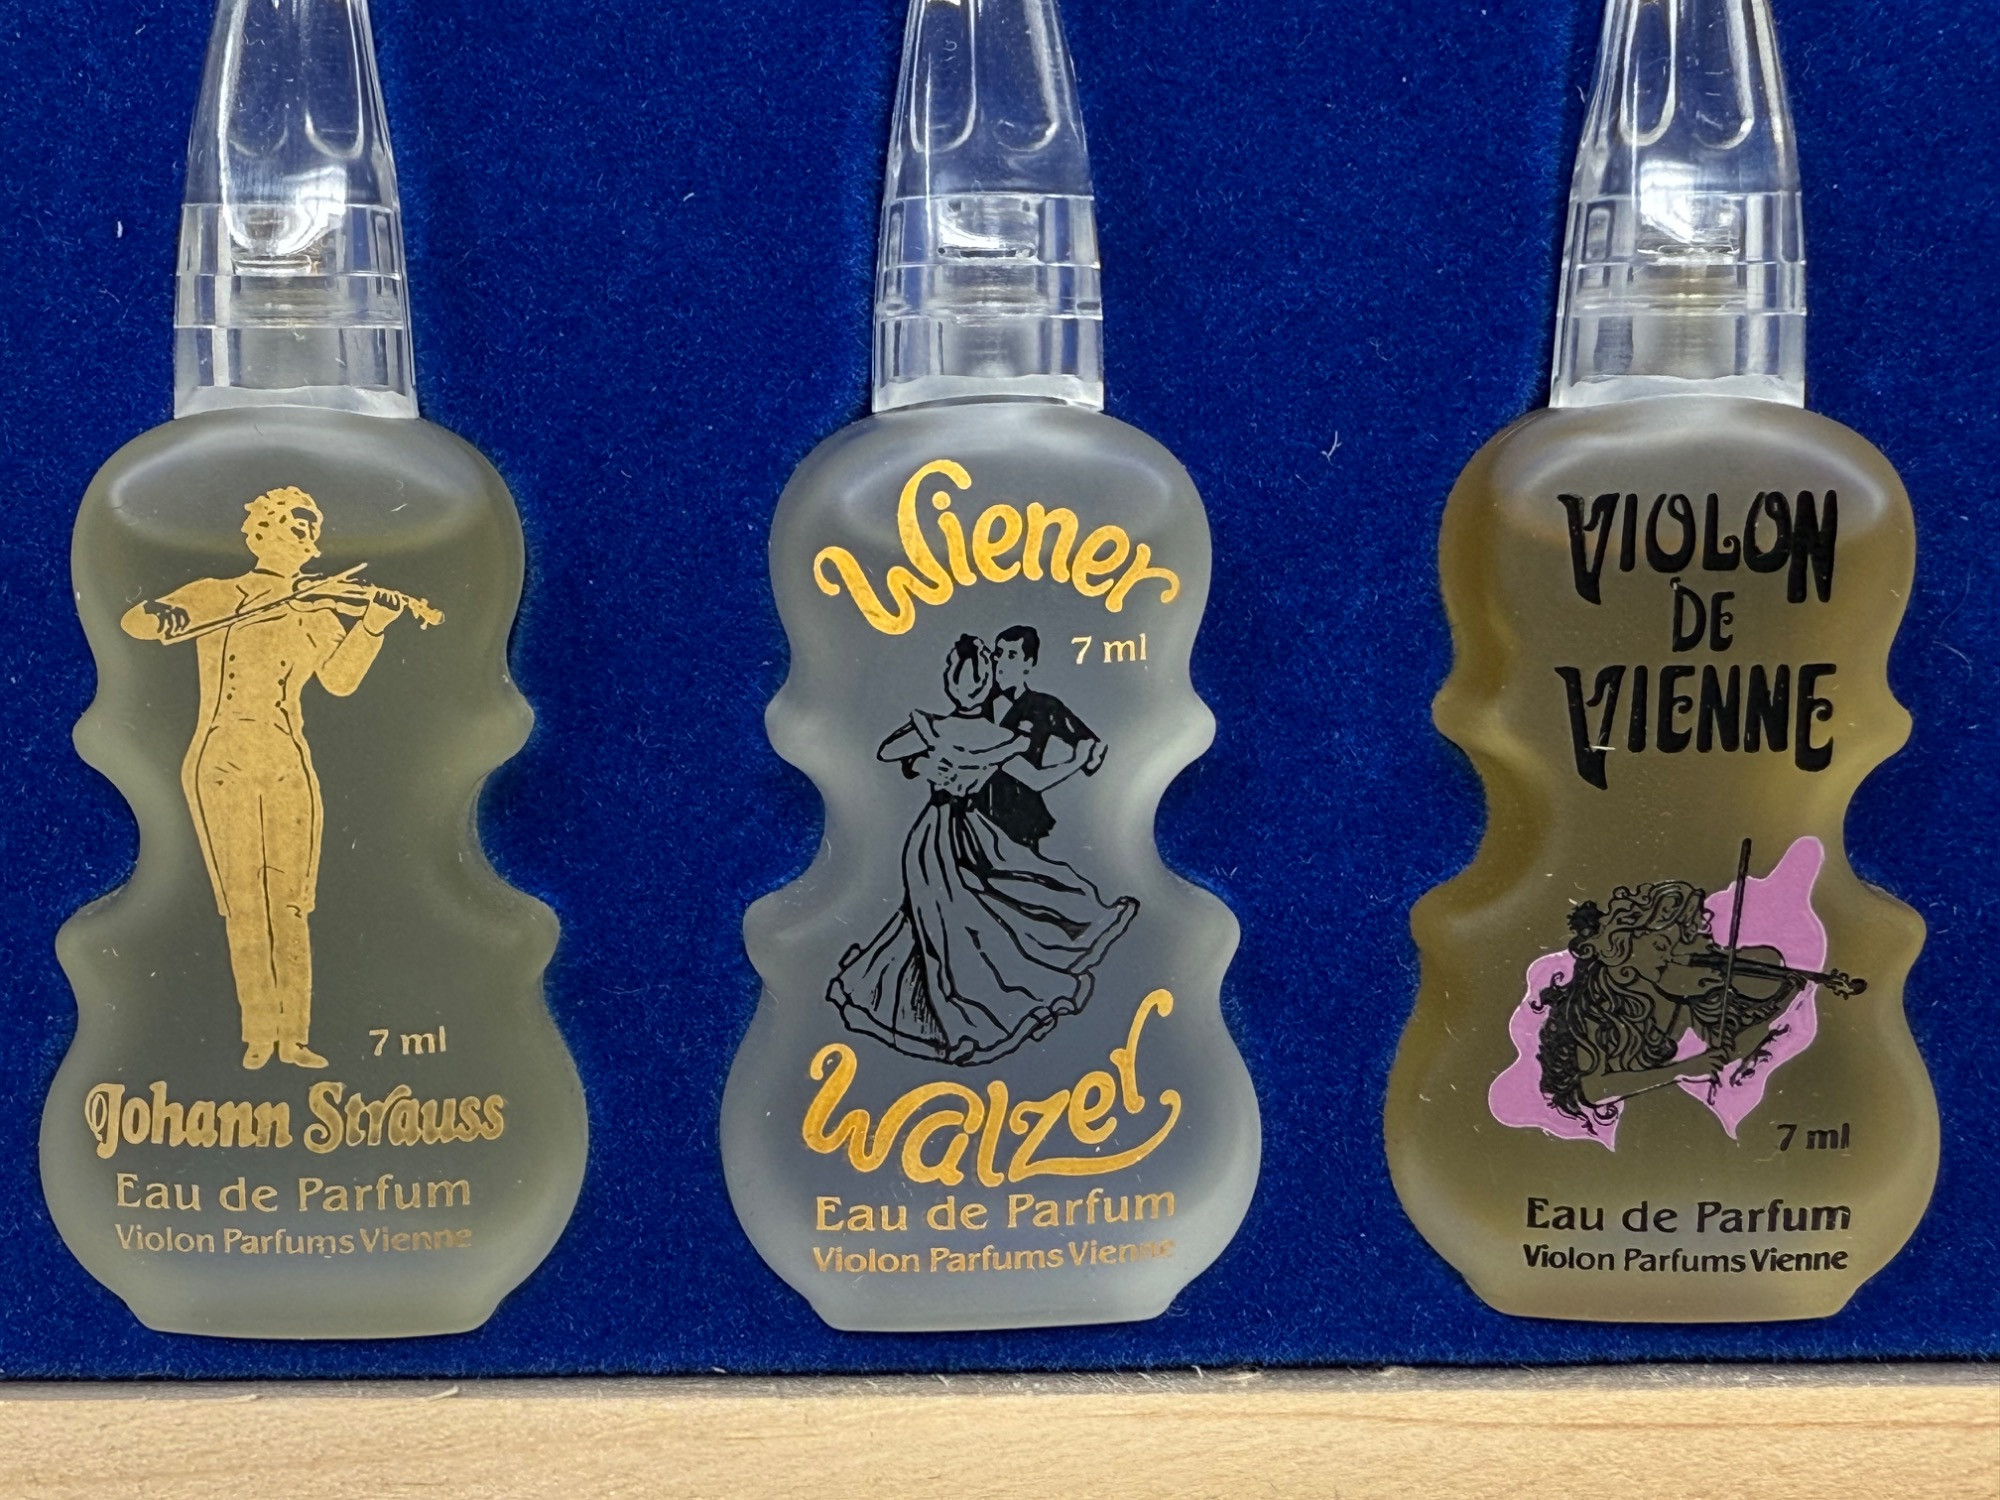 7 ml
Johann Strauss
Eau de Parfum
Violon Parfums Vienne
Wiener
7 ml
Walzer
Eau de Parfum
Violon Parfums Vienne
VIOLON
DE
VIENNE
7 ml
Eau de Parfum
Violon Parfums Vienne